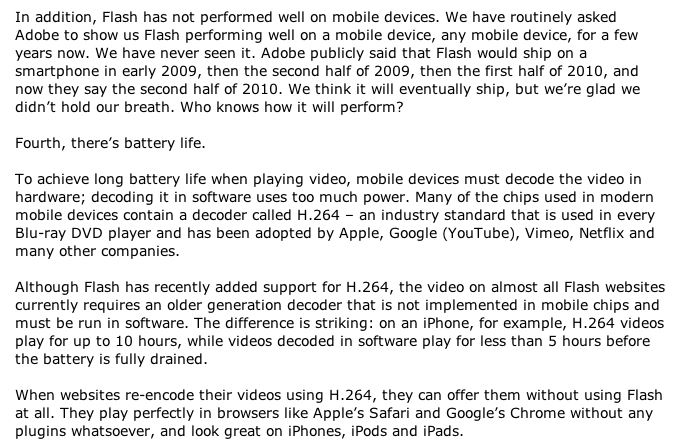 In addition, Flash has not performed well on mobile devices. We have routinely asked
Adobe to show us Flash performing well on a mobile device, any mobile device, for a few
years now. We have never seen it. Adobe publicly said that Flash would ship on a
smartphone in early 2009, then the second half of 2009, then the first half of 2010, and
now they say the second half of 2010. We think it will eventually ship, but we’re glad we
didn’t hold our breath. Who knows how it will perform?
Fourth, there’s battery life.
To achieve long battery life when playing video, mobile devices must decode the video in
hardware; decoding it in software uses too much power. Many of the chips used in modern
mobile devices contain a decoder called H.264 – an industry standard that is used in every
Blu-ray DVD player and has been adopted by Apple, Google (YouTube), Vimeo, Netflix and
many other companies.
Although Flash has recently added support for H.264, the video on almost all Flash websites
currently requires an older generation decoder that is not implemented in mobile chips and
must be run in software. The difference is striking: on an iPhone, for example, H.264 videos
play for up to 10 hours, while videos decoded in software play for less than 5 hours before
the battery is fully drained.
When websites re-encode their videos using H.264, they can offer them without using Flash
at all. They play perfectly in browsers like Apple’s Safari and Google’s Chrome without any
plugins whatsoever, and look great on iPhones, iPods and iPads.